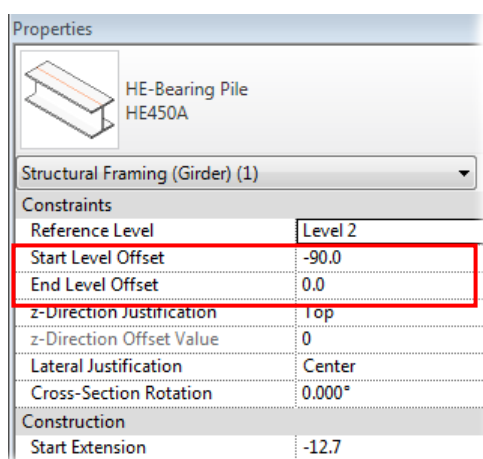 Properties
HE-Bearing Pile
HE450A
Structural Framing (Girder) (1)
Constraints
Reference Level Level 2
Start Level Offset -90.0
End Level Offset 0.0
z-Direction Justification Top
z-Direction Offset Value 0
Lateral Justification Center
Cross-Section Rotation 0.000°
Construction
Start Extension -12.7